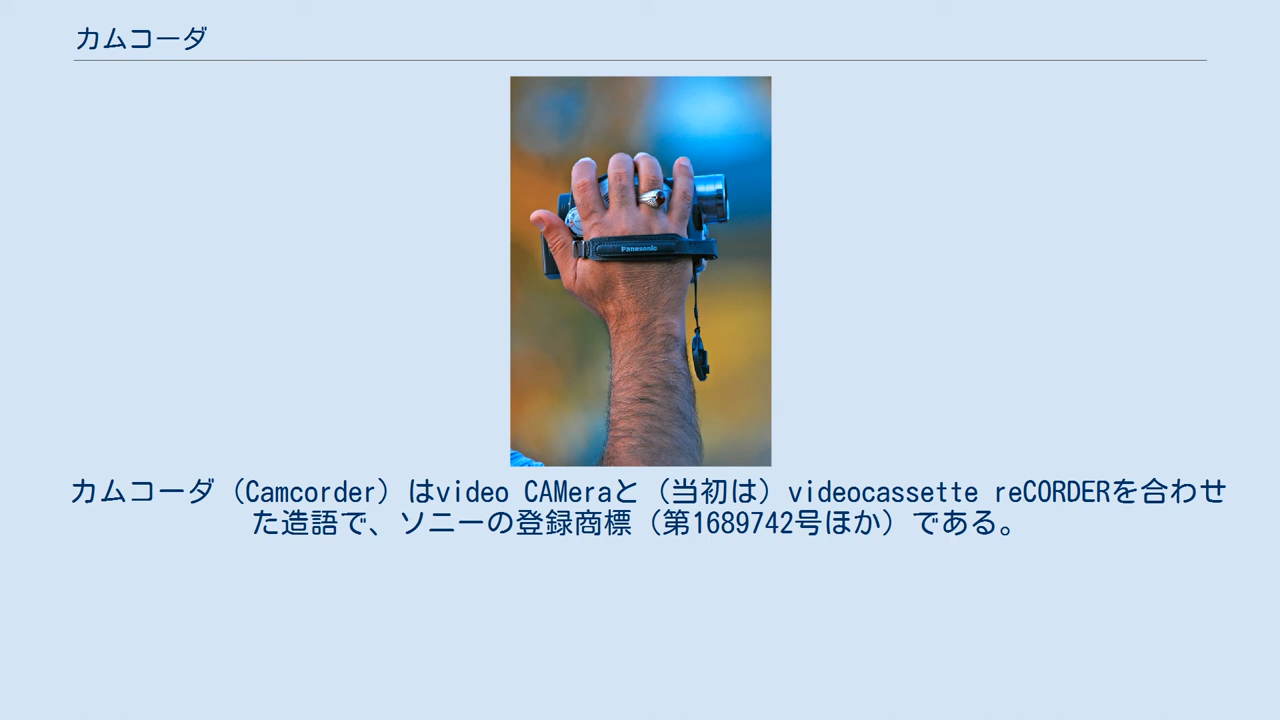 カムコーダ
Panasonic
カムコーダ（Camcorder）はvideo CAMeraと（当初は）videocassette reCORDERを合わせ
た造語で、ソニーの登録商標（第1689742号ほか）である。